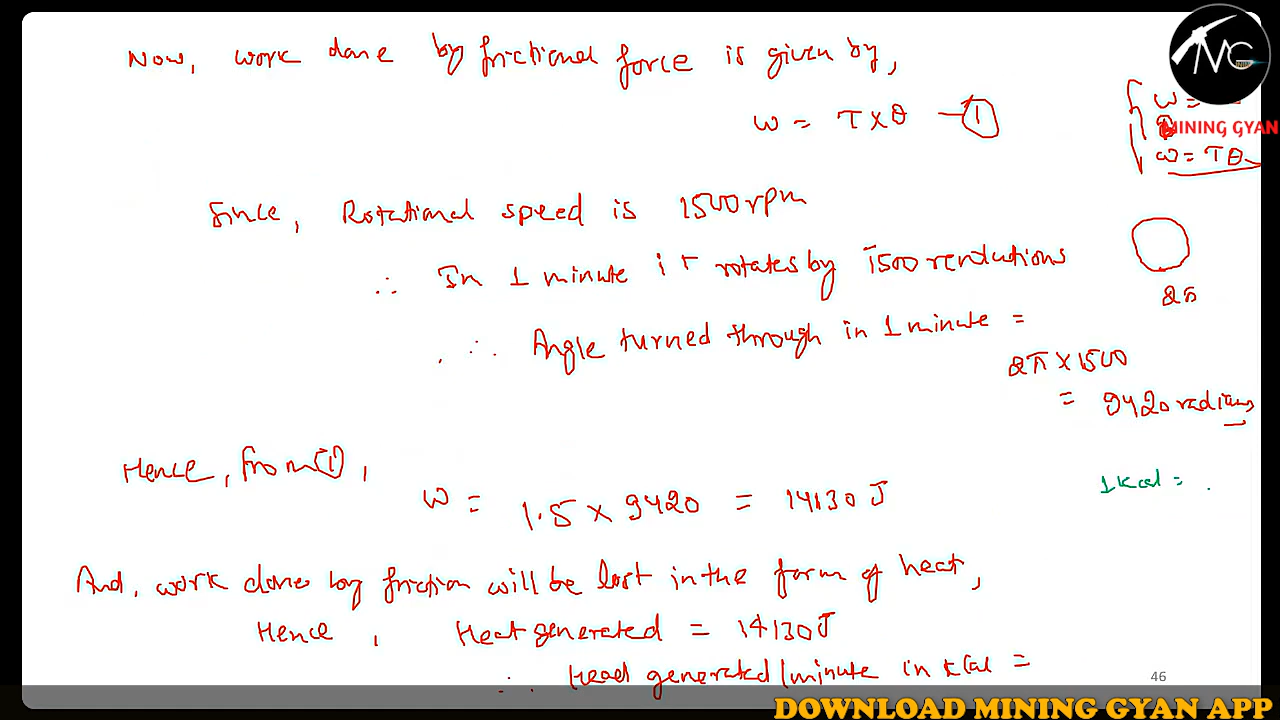 Now, work done by frictional force is given by,
W = T × θ — ①
W =
MINING GYAN
W = Tθ
Since, Rotational speed is 1500 rpm
∴ In 1 minute it rotates by 1500 revolutions
2π
∴ Angle turned through in 1 minute =
2π × 1500
= 9420 radians
Hence, from ①,
W = 1.5 × 9420 = 14130 J
1 Kcal = .
And, work done by friction will be lost in the form of heat,
Hence, Heat generated = 14130J
∴ Head generated/minute in kcal =
46
DOWNLOAD MINING GYAN APP